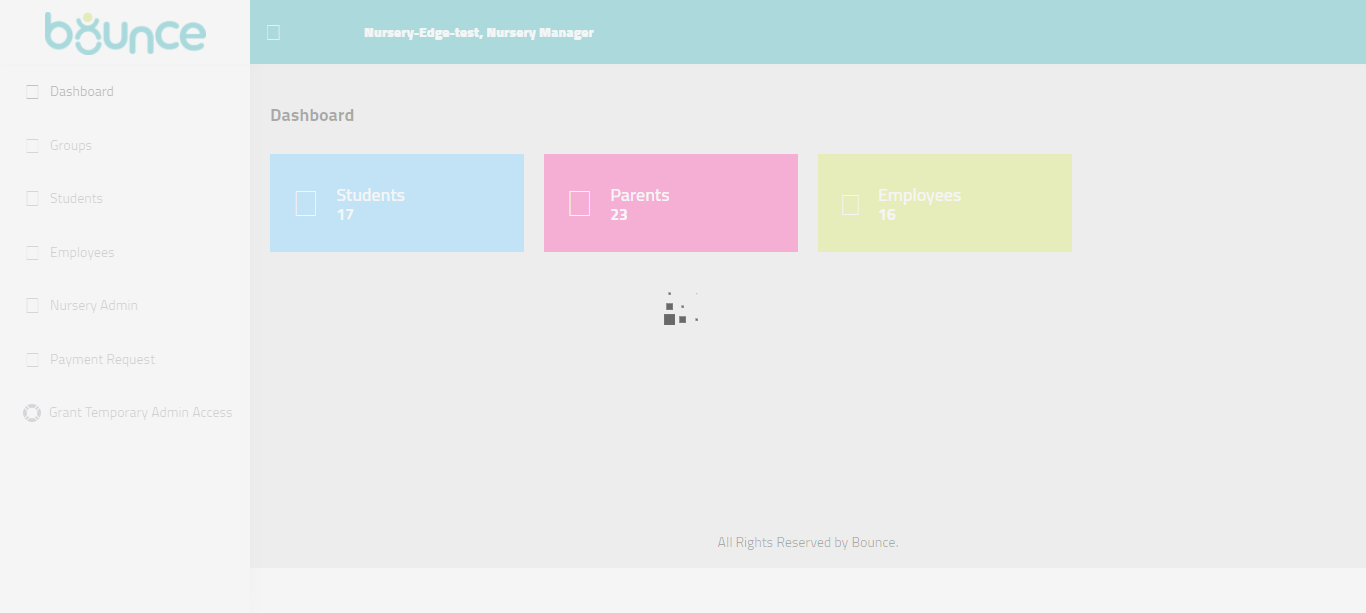 bounce
Nursery-Edge-test, Nursery Manager
Dashboard
Groups
Students
Employees
Nursery Admin
Payment Request
Grant Temporary Admin Access
Dashboard
Students
17
Parents
23
Employees
16
All Rights Reserved by Bounce.